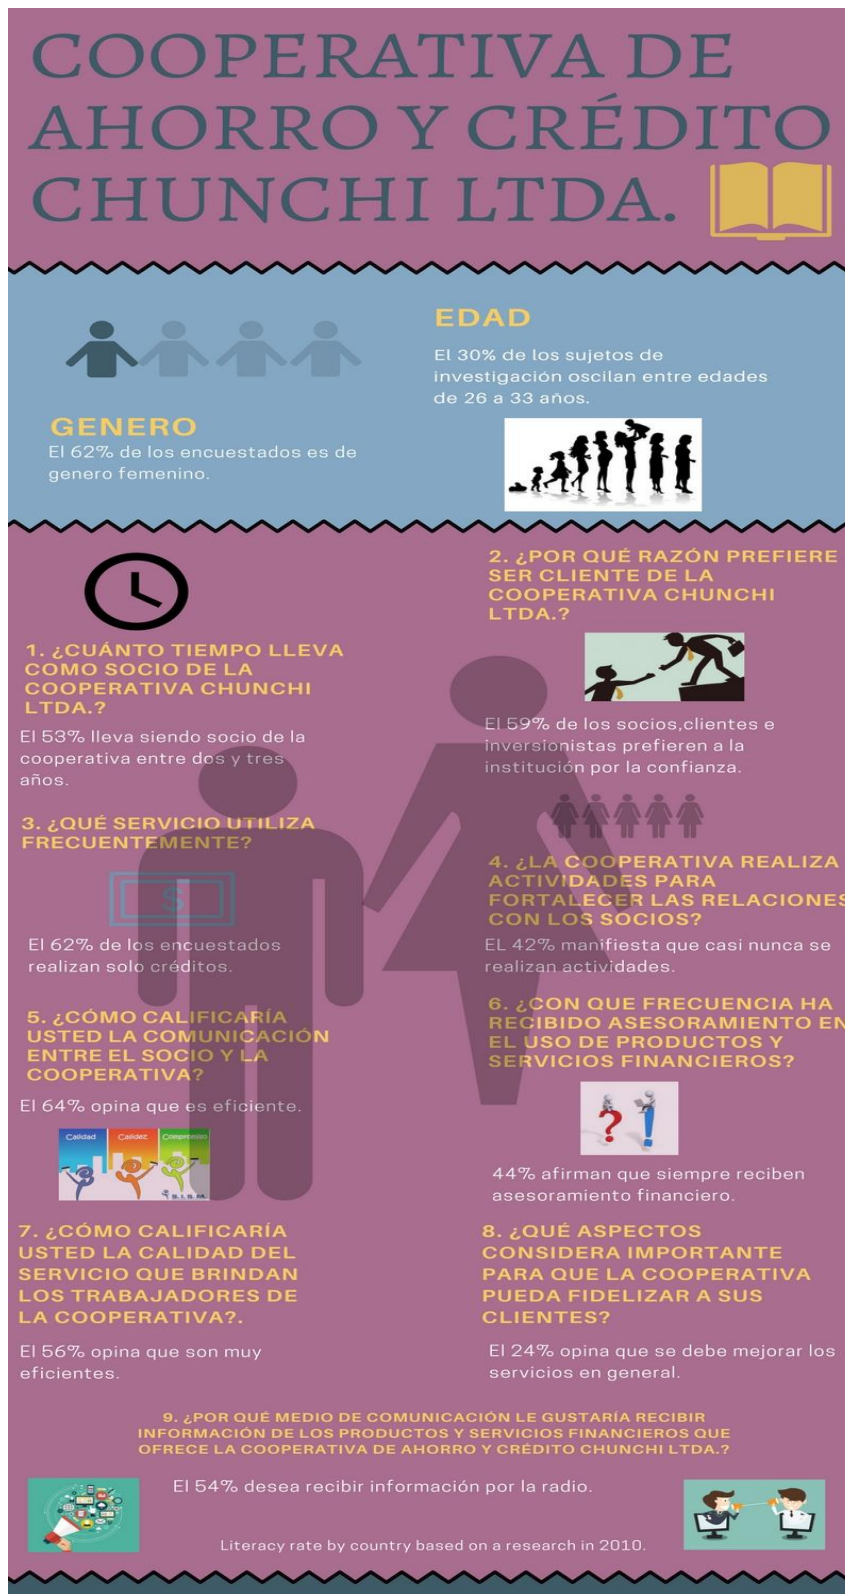 COOPERATIVA DE
AHORRO Y CRÉDITO
CHUNCHI LTDA.
GENERO
El 62% de los encuestados es de
genero femenino.
EDAD
El 30% de los sujetos de
investigación oscilan entre edades
de 26 a 33 años.
1. ¿CUÁNTO TIEMPO LLEVA
COMO SOCIO DE LA
COOPERATIVA CHUNCHI
LTDA.?
El 53% lleva siendo socio de la
cooperativa entre dos y tres
años.
2. ¿POR QUÉ RAZÓN PREFIERE
SER CLIENTE DE LA
COOPERATIVA CHUNCHI
LTDA.?
El 59% de los socios,clientes e
inversionistas prefieren a la
institución por la confianza.
3. ¿QUÉ SERVICIO UTILIZA
FRECUENTEMENTE?
$
El 62% de los encuestados
realizan solo créditos.
4. ¿LA COOPERATIVA REALIZA
ACTIVIDADES PARA
FORTALECER LAS RELACIONES
CON LOS SOCIOS?
EL 42% manifiesta que casi nunca se
realizan actividades.
5. ¿CÓMO CALIFICARÍA
USTED LA COMUNICACIÓN
ENTRE EL SOCIO Y LA
COOPERATIVA?
El 64% opina que es eficiente.
Calidad Calidez Compromiso
6. ¿CON QUE FRECUENCIA HA
RECIBIDO ASESORAMIENTO EN
EL USO DE PRODUCTOS Y
SERVICIOS FINANCIEROS?
44% afirman que siempre reciben
asesoramiento financiero.
7. ¿CÓMO CALIFICARÍA
USTED LA CALIDAD DEL
SERVICIO QUE BRINDAN
LOS TRABAJADORES DE
LA COOPERATIVA?.
El 56% opina que son muy
eficientes.
8. ¿QUÉ ASPECTOS
CONSIDERA IMPORTANTE
PARA QUE LA COOPERATIVA
PUEDA FIDELIZAR A SUS
CLIENTES?
El 24% opina que se debe mejorar los
servicios en general.
9. ¿POR QUÉ MEDIO DE COMUNICACIÓN LE GUSTARÍA RECIBIR
INFORMACIÓN DE LOS PRODUCTOS Y SERVICIOS FINANCIEROS QUE
OFRECE LA COOPERATIVA DE AHORRO Y CRÉDITO CHUNCHI LTDA.?
El 54% desea recibir información por la radio.
Literacy rate by country based on a research in 2010.